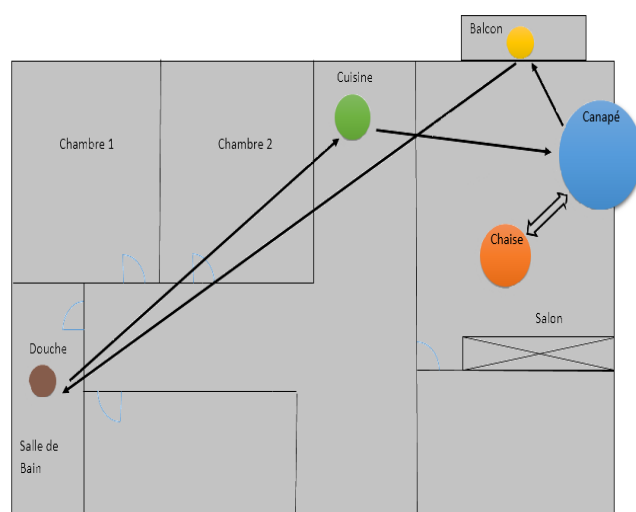 Balcon
Cuisine
Canapé
Chambre 1
Chambre 2
Chaise
Salon
Douche
Salle de
Bain